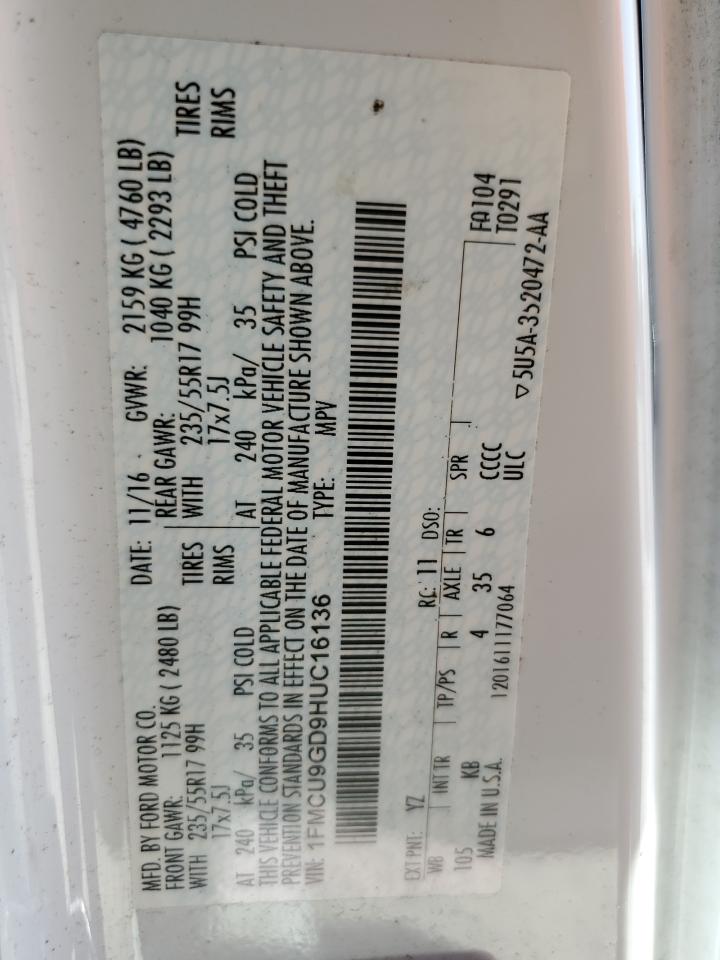 MFD. BY FORD MOTOR CO.
DATE: 11/16 GVWR: 2159 KG ( 4760 LB)
FRONT GAWR: 1125 KG ( 2480 LB)
REAR GAWR: 1040 KG ( 2293 LB)
WITH 235/55R17 99H TIRES
WITH 235/55R17 99H TIRES
17x7.5J RIMS
17x7.5J RIMS
AT 240 kPa/ 35 PSI COLD
AT 240 kPa/ 35 PSI COLD
THIS VEHICLE CONFORMS TO ALL APPLICABLE FEDERAL MOTOR VEHICLE SAFETY AND THEFT
PREVENTION STANDARDS IN EFFECT ON THE DATE OF MANUFACTURE SHOWN ABOVE.
VIN: 1FMCU9GD9HUC16136 TYPE: MPV
EXT PNT: YZ RC: 11 DSO:
WB INT TR TP/PS R AXLE TR SPR
FA104
105 KB 4 35 6 CCCC T0291
MADE IN U.S.A. 1201611177064 ULC
▽ 5U5A-3520472-AA